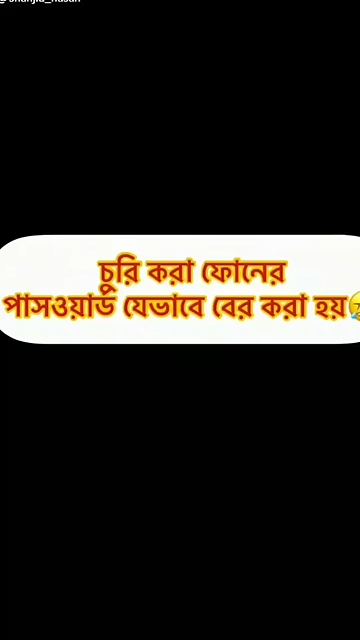 চুরি করা ফোনের
পাসওয়ার্ড যেভাবে বের করা হয়🤣